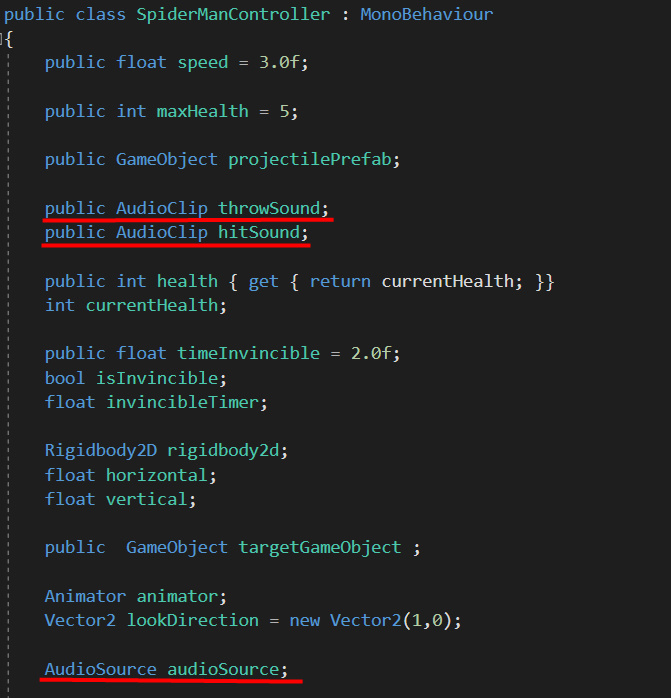 public class SpiderManController : MonoBehaviour
{
public float speed = 3.0f;
public int maxHealth = 5;
public GameObject projectilePrefab;
public AudioClip throwSound;
public AudioClip hitSound;
public int health { get { return currentHealth; }}
int currentHealth;
public float timeInvincible = 2.0f;
bool isInvincible;
float invincibleTimer;
Rigidbody2D rigidbody2d;
float horizontal;
float vertical;
public  GameObject targetGameObject ;
Animator animator;
Vector2 lookDirection = new Vector2(1,0);
AudioSource audioSource;